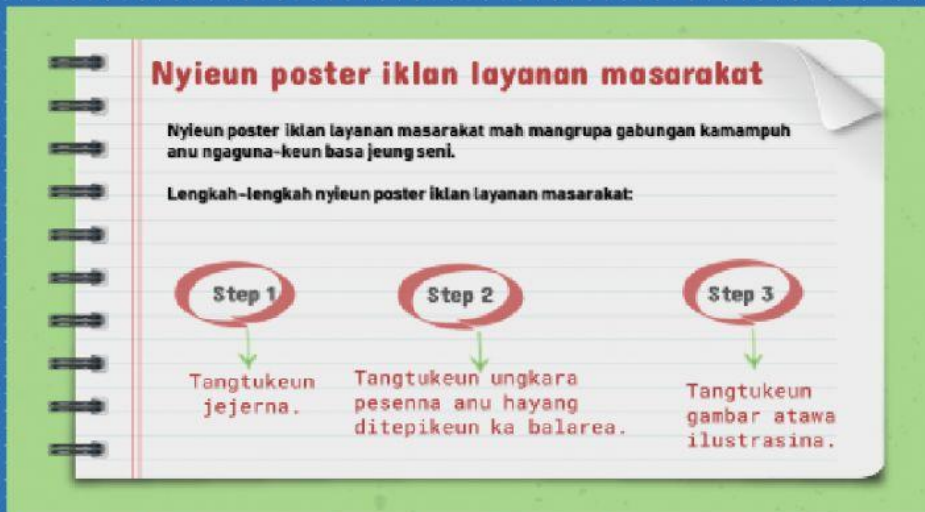 Nyieun poster iklan layanan masarakat
Nyieun poster iklan layanan masarakat mah mangrupa gabungan kamampuh
anu ngaguna-keun basa jeung seni.
Lengkah-lengkah nyieun poster iklan layanan masarakat:
Step 1
Tangtukeun
jejerna.
Step 2
Tangtukeun ungkara
pesenna anu hayang
ditepikeun ka balarea.
Step 3
Tangtukeun
gambar atawa
ilustrasina.